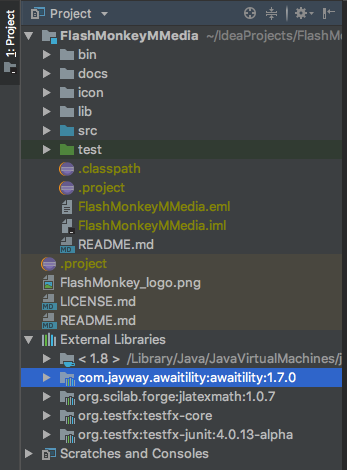 1: Project
Project
FlashMonkeyMMedia ~/IdeaProjects/FlashM
bin
docs
icon
lib
src
test
.classpath
.project
FlashMonkeyMMedia.eml
FlashMonkeyMMedia.iml
MD README.md
.project
FlashMonkey_logo.png
MD LICENSE.md
MD README.md
External Libraries
< 1.8 > /Library/Java/JavaVirtualMachines/j
com.jayway.awaitility:awaitility:1.7.0
org.scilab.forge:jlatexmath:1.0.7
org.testfx:testfx-core
org.testfx:testfx-junit:4.0.13-alpha
Scratches and Consoles